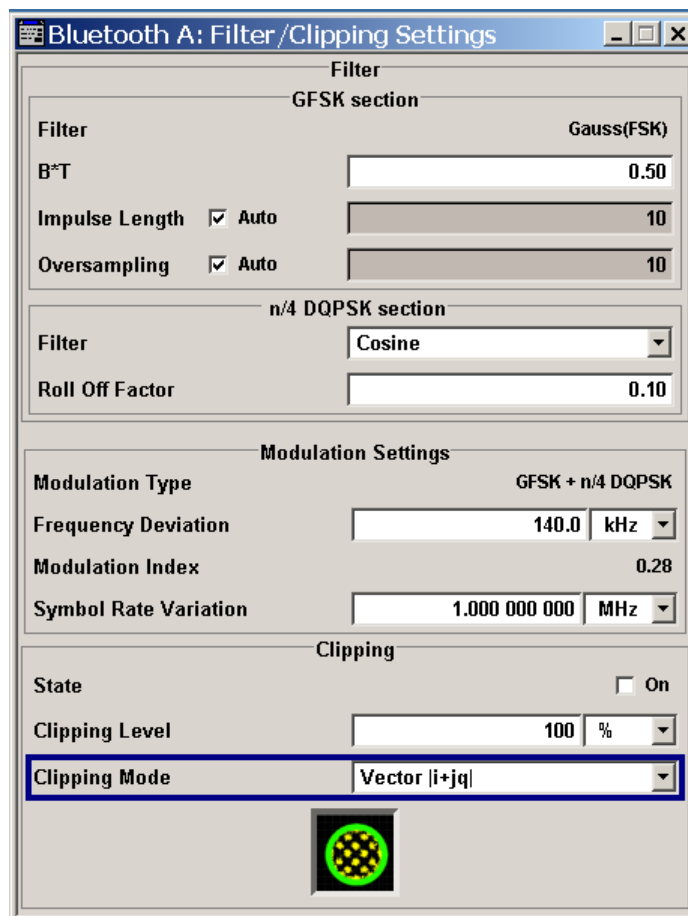 Bluetooth A: Filter/Clipping Settings
Filter
GFSK section
Filter Gauss(FSK)
B*T 0.50
Impulse Length Auto 10
Oversampling Auto 10
π/4 DQPSK section
Filter Cosine
Roll Off Factor 0.10
Modulation Settings
Modulation Type GFSK + π/4 DQPSK
Frequency Deviation 140.0 kHz
Modulation Index 0.28
Symbol Rate Variation 1.000 000 000 MHz
Clipping
State On
Clipping Level 100 %
Clipping Mode Vector |i+jq|